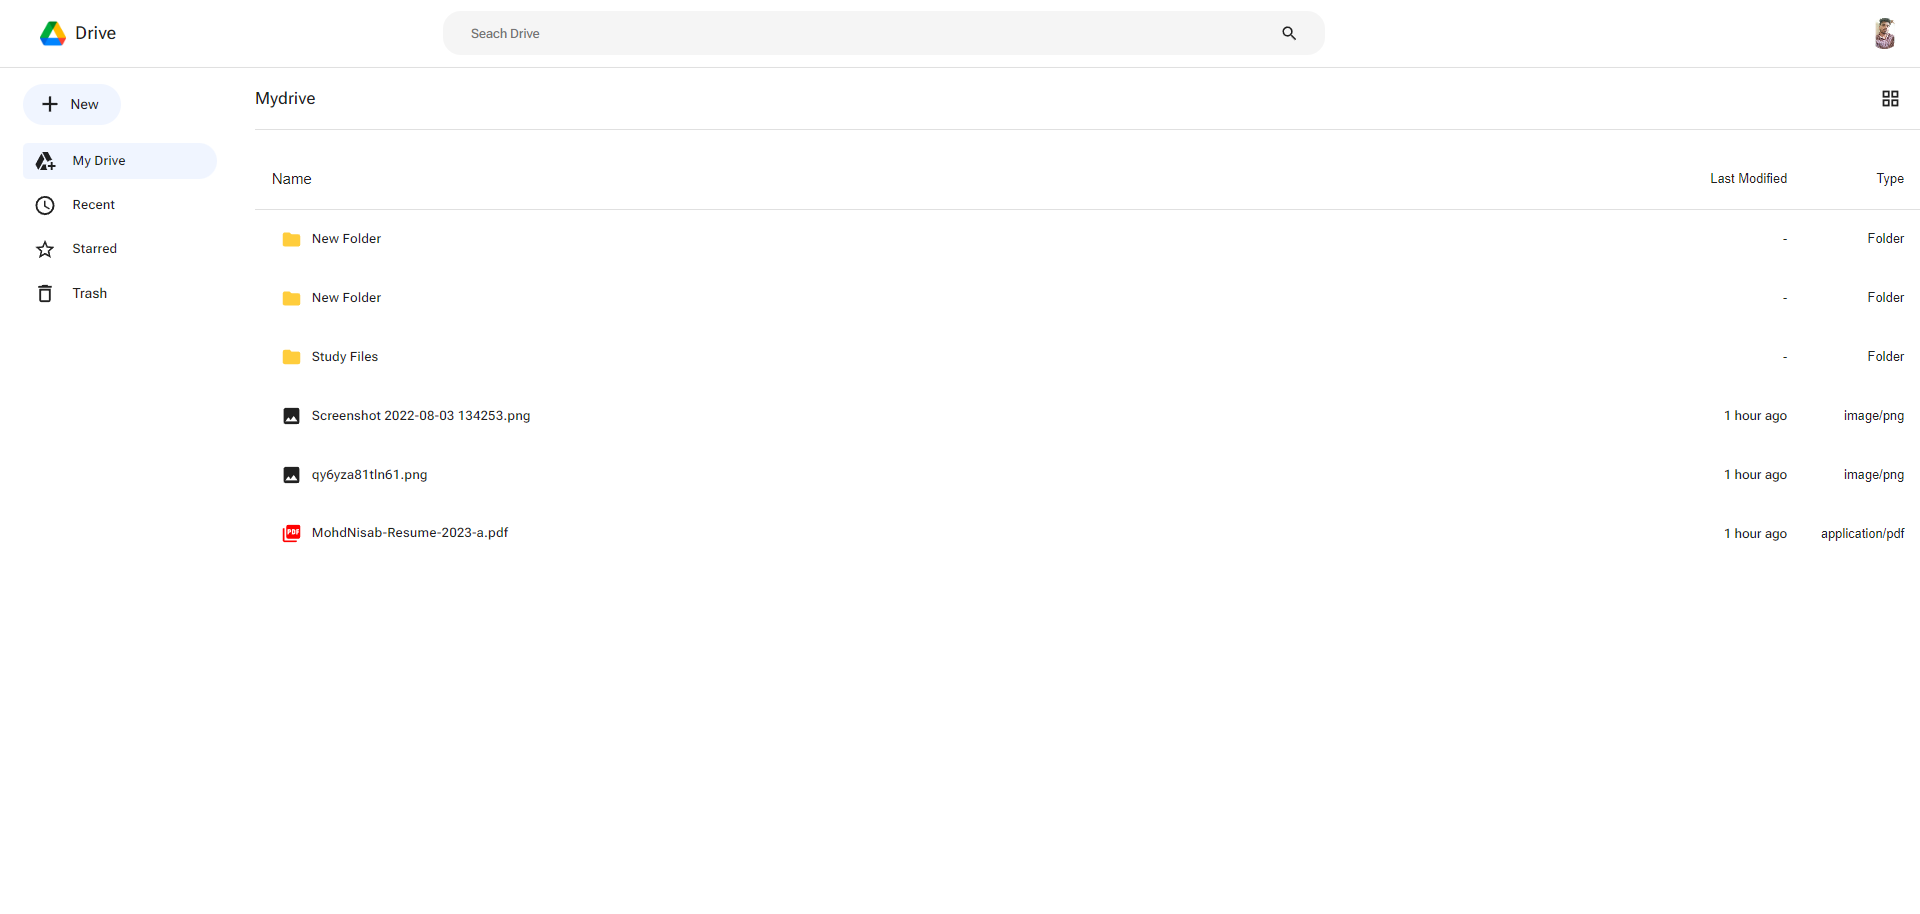 Drive
Seach Drive
New
My Drive
Recent
Starred
Trash
Mydrive
Name Last Modified Type
New Folder - Folder
New Folder - Folder
Study Files - Folder
Screenshot 2022-08-03 134253.png 1 hour ago image/png
qy6yza81tln61.png 1 hour ago image/png
PDF MohdNisab-Resume-2023-a.pdf 1 hour ago application/pdf